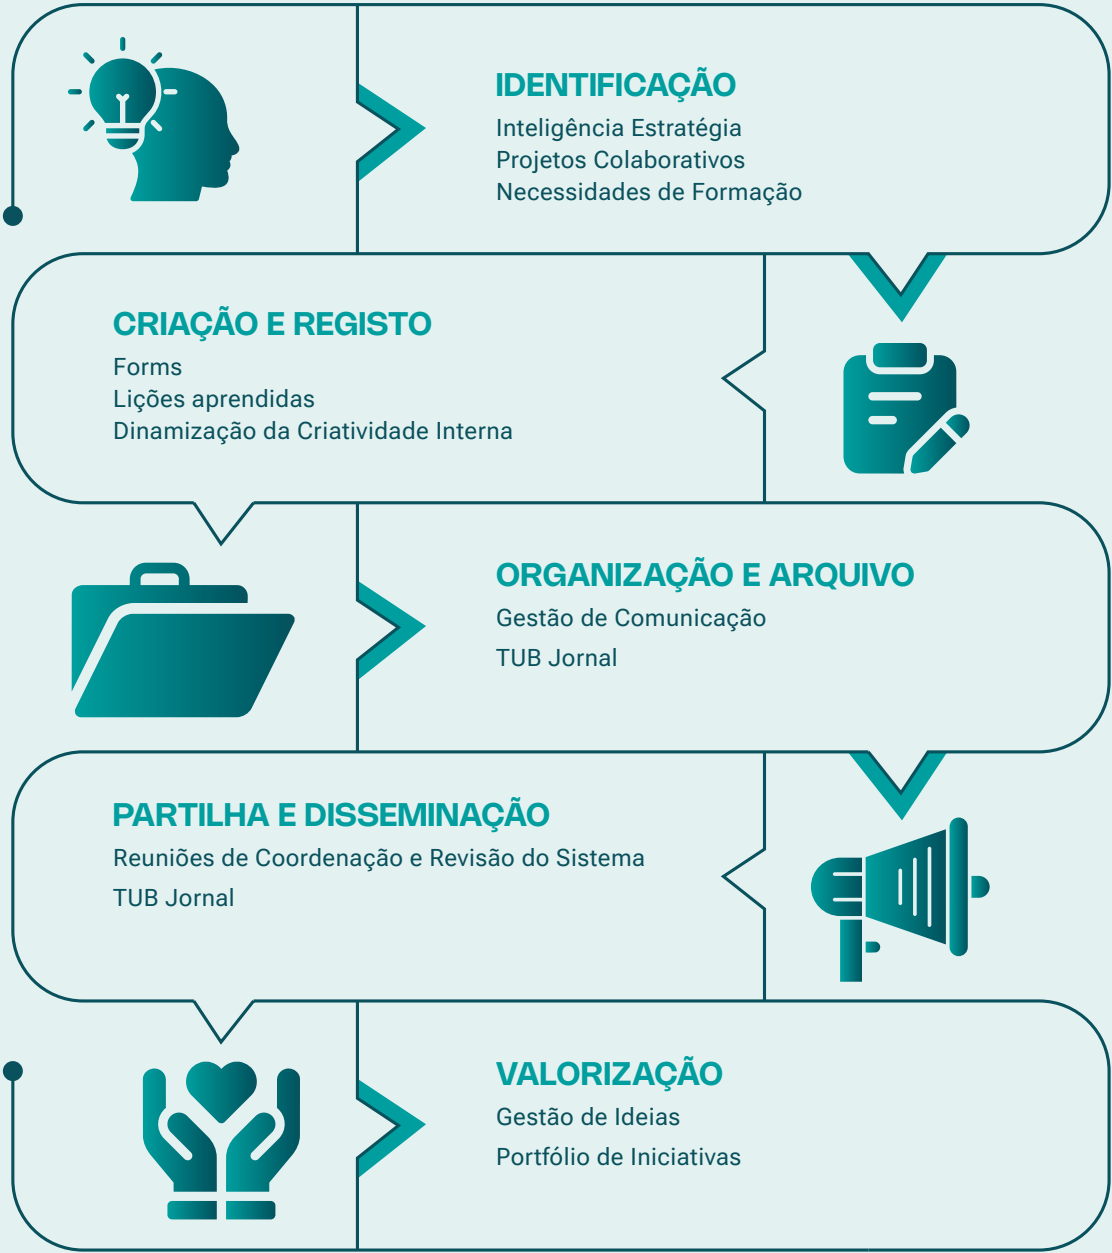 IDENTIFICAÇÃO
Inteligência Estratégia
Projetos Colaborativos
Necessidades de Formação
CRIAÇÃO E REGISTO
Forms
Lições aprendidas
Dinamização da Criatividade Interna
ORGANIZAÇÃO E ARQUIVO
Gestão de Comunicação
TUB Jornal
PARTILHA E DISSEMINAÇÃO
Reuniões de Coordenação e Revisão do Sistema
TUB Jornal
VALORIZAÇÃO
Gestão de Ideias
Portfólio de Iniciativas